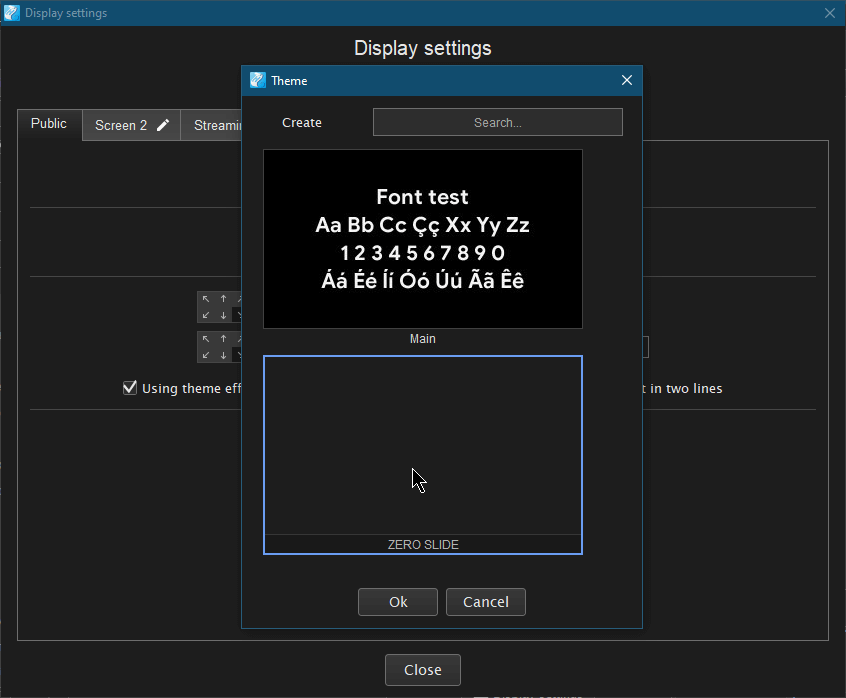 Display settings
Display settings
Theme
Public
Screen 2
Create
Search...
Font test
Aa Bb Cc Çç Xx Yy Zz
1 2 3 4 5 6 7 8 9 0
Áá Éé Íí Óó Úú Ãã Êê
Main
Using theme
in two lines
ZERO SLIDE
Ok
Cancel
Close